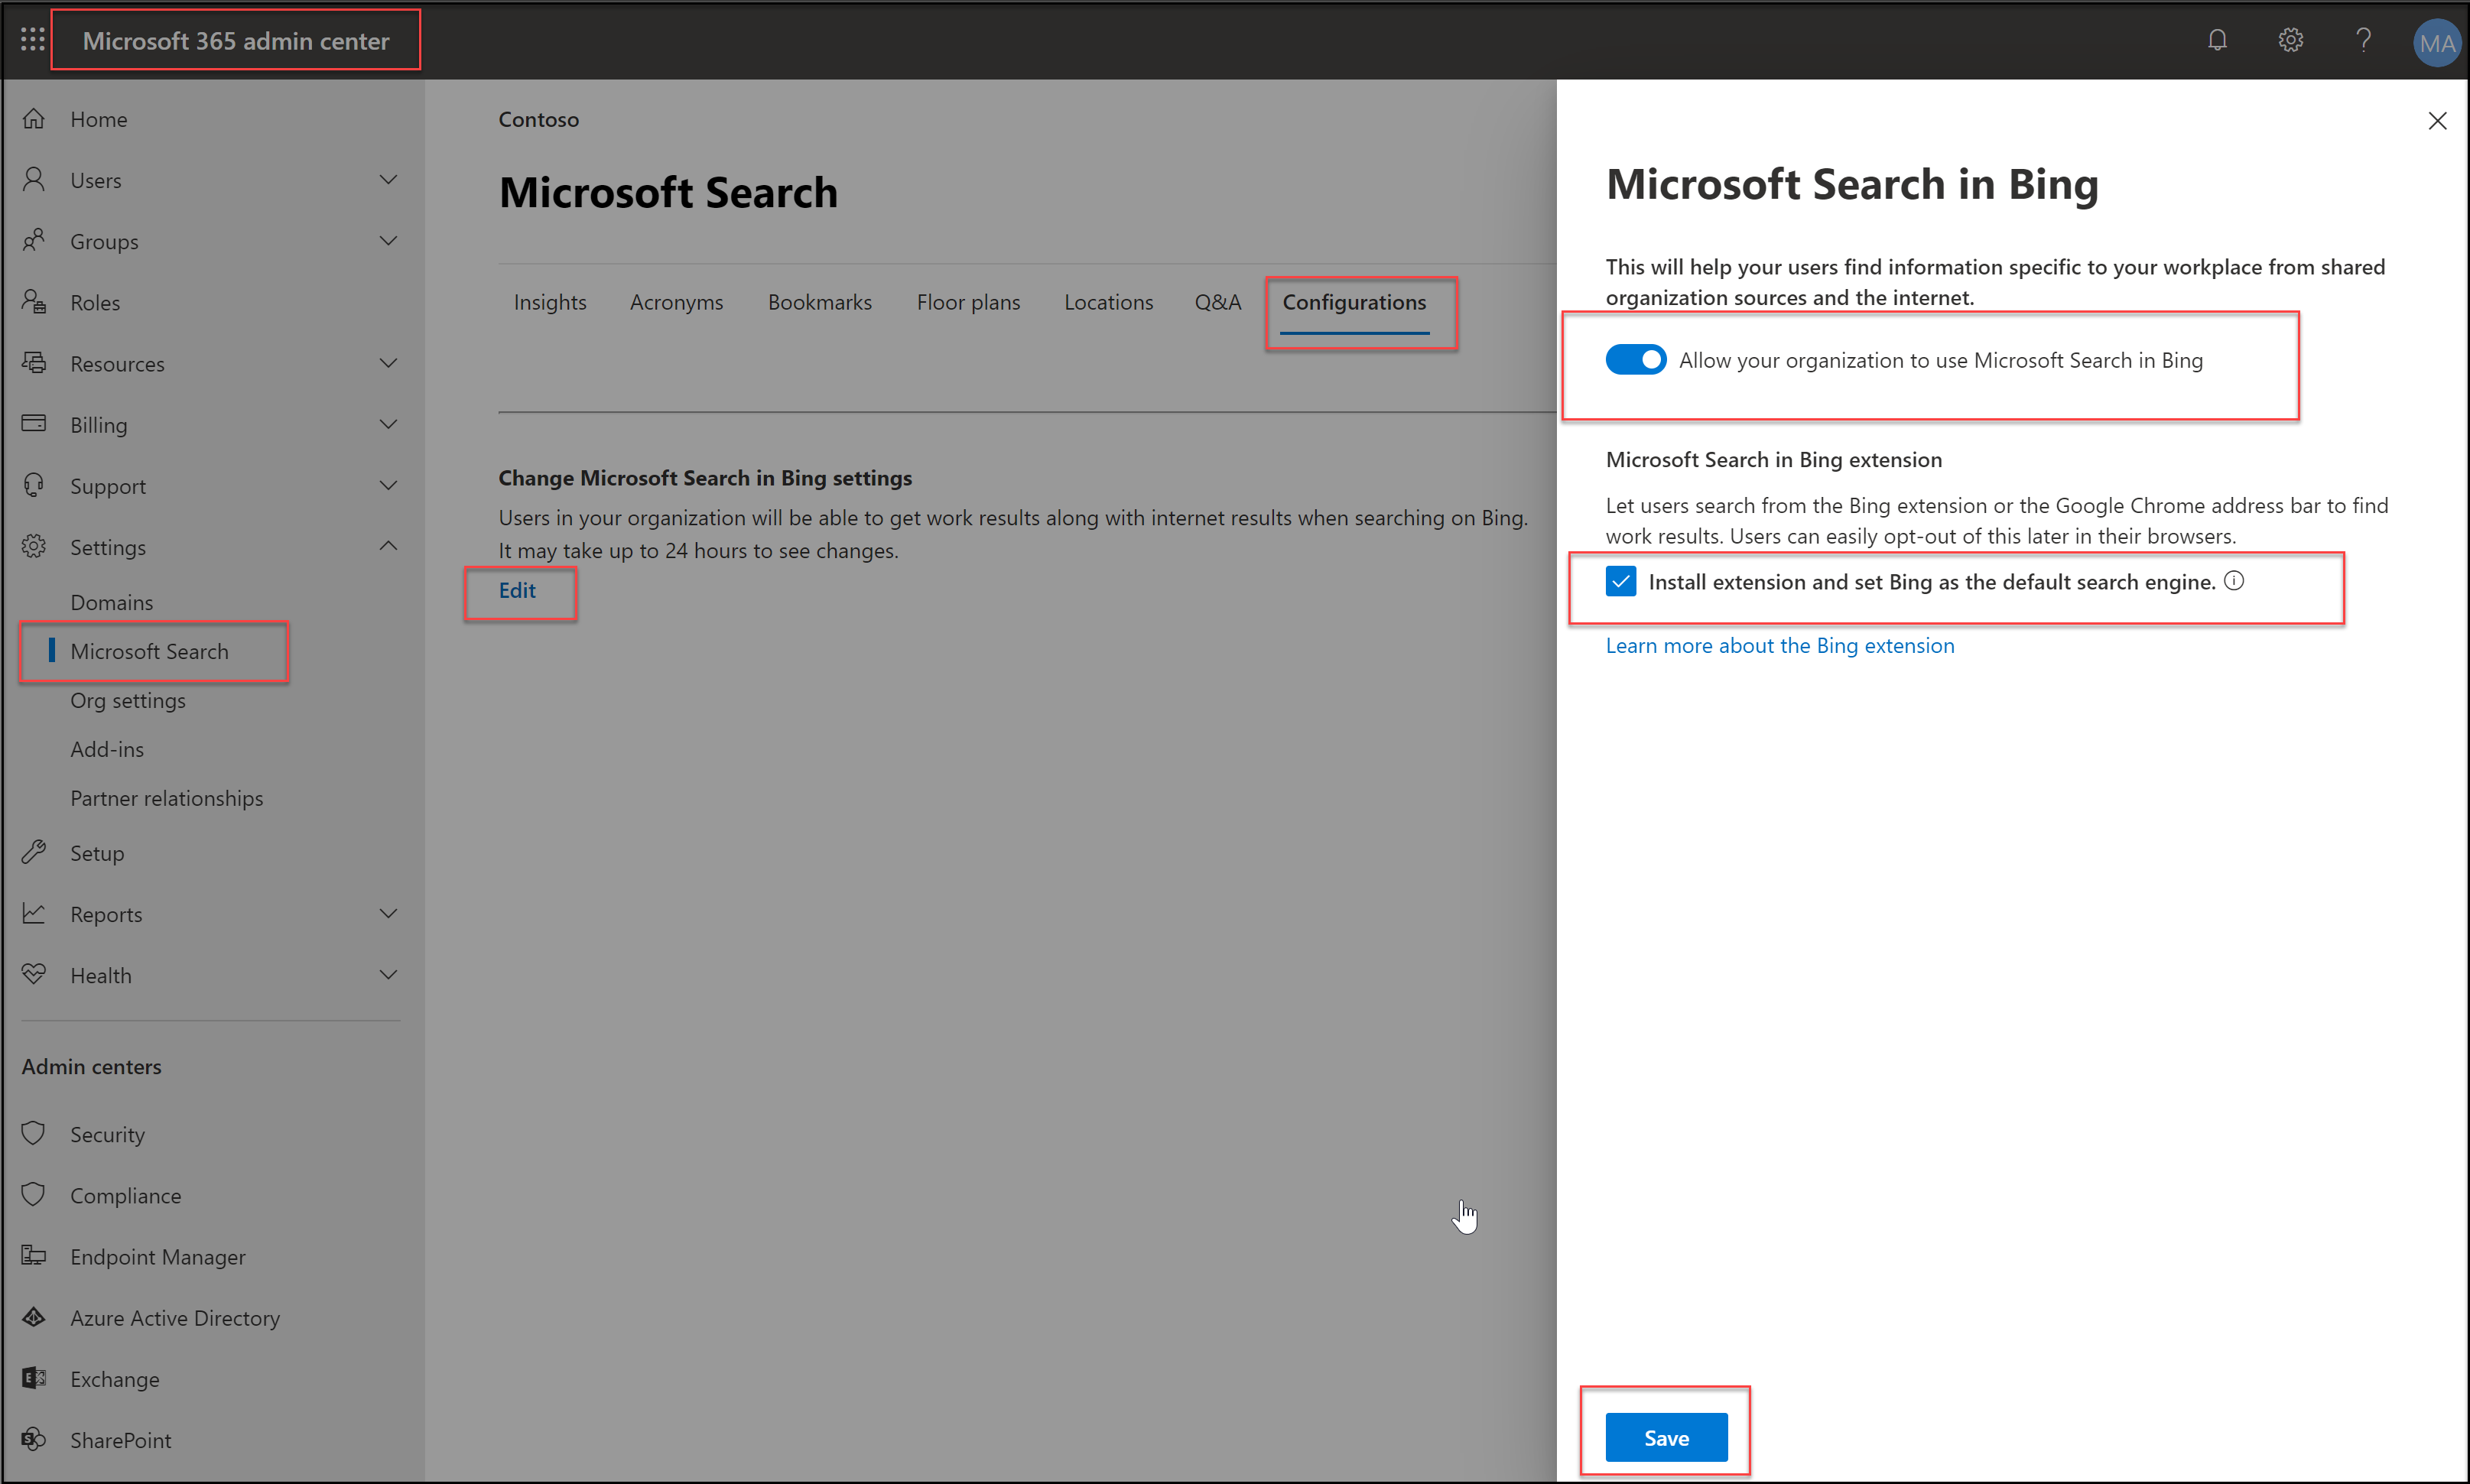 Microsoft 365 admin center
MA
Home
Users
Groups
Roles
Resources
Billing
Support
Settings
Domains
Microsoft Search
Org settings
Add-ins
Partner relationships
Setup
Reports
Health
Admin centers
Security
Compliance
Endpoint Manager
Azure Active Directory
Exchange
SharePoint
Contoso
Microsoft Search
Insights Acronyms Bookmarks Floor plans Locations Q&A Configurations
Change Microsoft Search in Bing settings
Users in your organization will be able to get work results along with internet results when searching on Bing.
It may take up to 24 hours to see changes.
Edit
Microsoft Search in Bing
This will help your users find information specific to your workplace from shared
organization sources and the internet.
Allow your organization to use Microsoft Search in Bing
Microsoft Search in Bing extension
Let users search from the Bing extension or the Google Chrome address bar to find
work results. Users can easily opt-out of this later in their browsers.
Install extension and set Bing as the default search engine.
Learn more about the Bing extension
Save